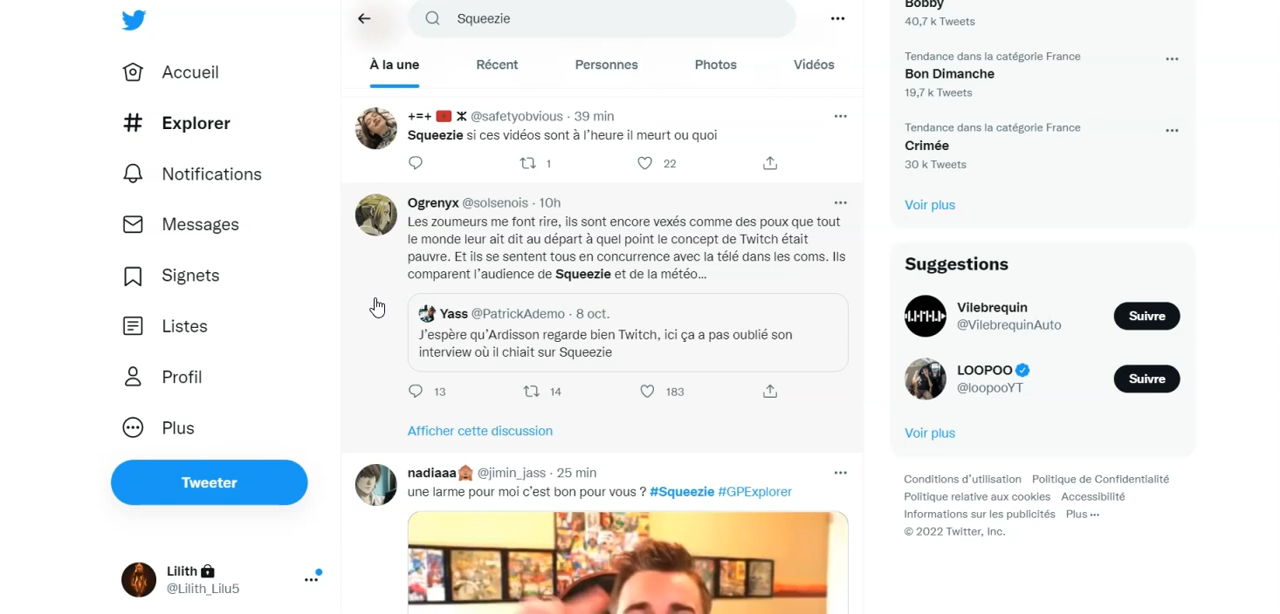 Squeezie
À la une
Récent
Personnes
Photos
Vidéos
Accueil
Explorer
Notifications
Messages
Signets
Listes
Profil
Plus
Tweeter
Lilith
@Lilith_Lilu5
+=+ 🇲🇦 ⵣ @safetyobvious · 39 min
Squeezie si ces vidéos sont à l'heure il meurt ou quoi
1
22
Ogrenyx @solsenois · 10h
Les zoumeurs me font rire, ils sont encore vexés comme des poux que tout
le monde leur ait dit au départ à quel point le concept de Twitch était
pauvre. Et ils se sentent tous en concurrence avec la télé dans les coms. Ils
comparent l'audience de Squeezie et de la météo...
Yass @PatrickAdemo · 8 oct.
J'espère qu'Ardisson regarde bien Twitch, ici ça a pas oublié son
interview où il chiait sur Squeezie
13
14
183
Afficher cette discussion
nadiaaa🙈 @jimin_jass · 25 min
une larme pour moi c'est bon pour vous ? #Squeezie #GPExplorer
Bobby
40,7 k Tweets
Tendance dans la catégorie France
Bon Dimanche
19,7 k Tweets
Tendance dans la catégorie France
Crimée
30 k Tweets
Voir plus
Suggestions
Vilebrequin
@VilebrequinAuto
Suivre
LOOPOO
@loopooYT
Suivre
Voir plus
Conditions d'utilisation Politique de Confidentialité
Politique relative aux cookies Accessibilité
Informations sur les publicités Plus ···
© 2022 Twitter, Inc.